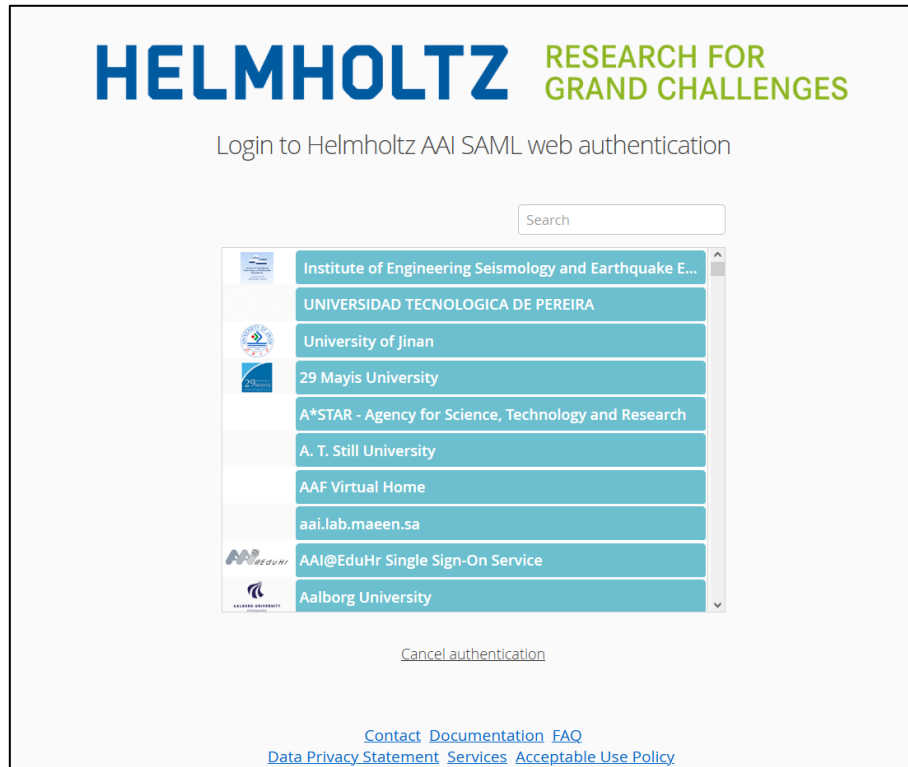 HELMHOLTZ RESEARCH FOR GRAND CHALLENGES
Login to Helmholtz AAI SAML web authentication
Search
Institute of Engineering Seismology and Earthquake E...
UNIVERSIDAD TECNOLOGICA DE PEREIRA
University of Jinan
29 Mayis University
A*STAR - Agency for Science, Technology and Research
A. T. Still University
AAF Virtual Home
aai.lab.maeen.sa
AAI@EduHr Single Sign-On Service
AALBORG UNIVERSITY
Aalborg University
Cancel authentication
Contact Documentation FAQ
Data Privacy Statement Services Acceptable Use Policy